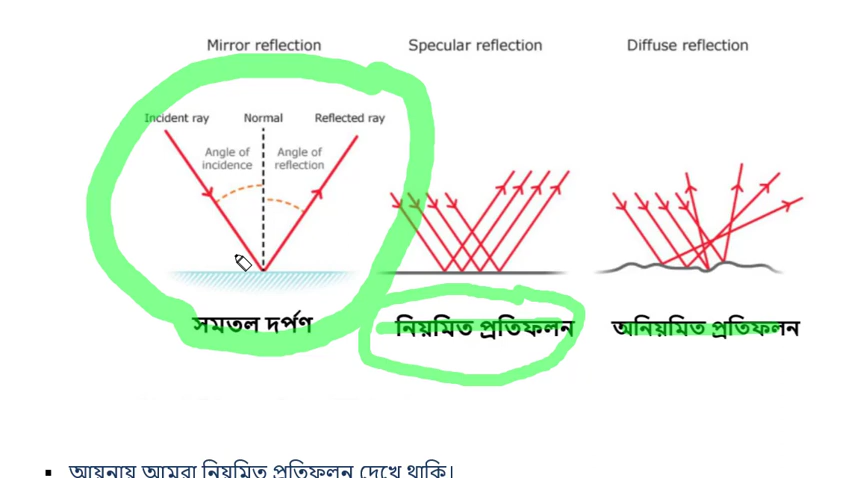 Mirror reflection Specular reflection Diffuse reflection
Incident ray Normal Reflected ray
Angle of incidence Angle of reflection
সমতল দর্পণ নিয়মিত প্রতিফলন অনিয়মিত প্রতিফলন
▪ আয়নায় আমরা নিয়মিত প্রতিফলন দেখে থাকি।